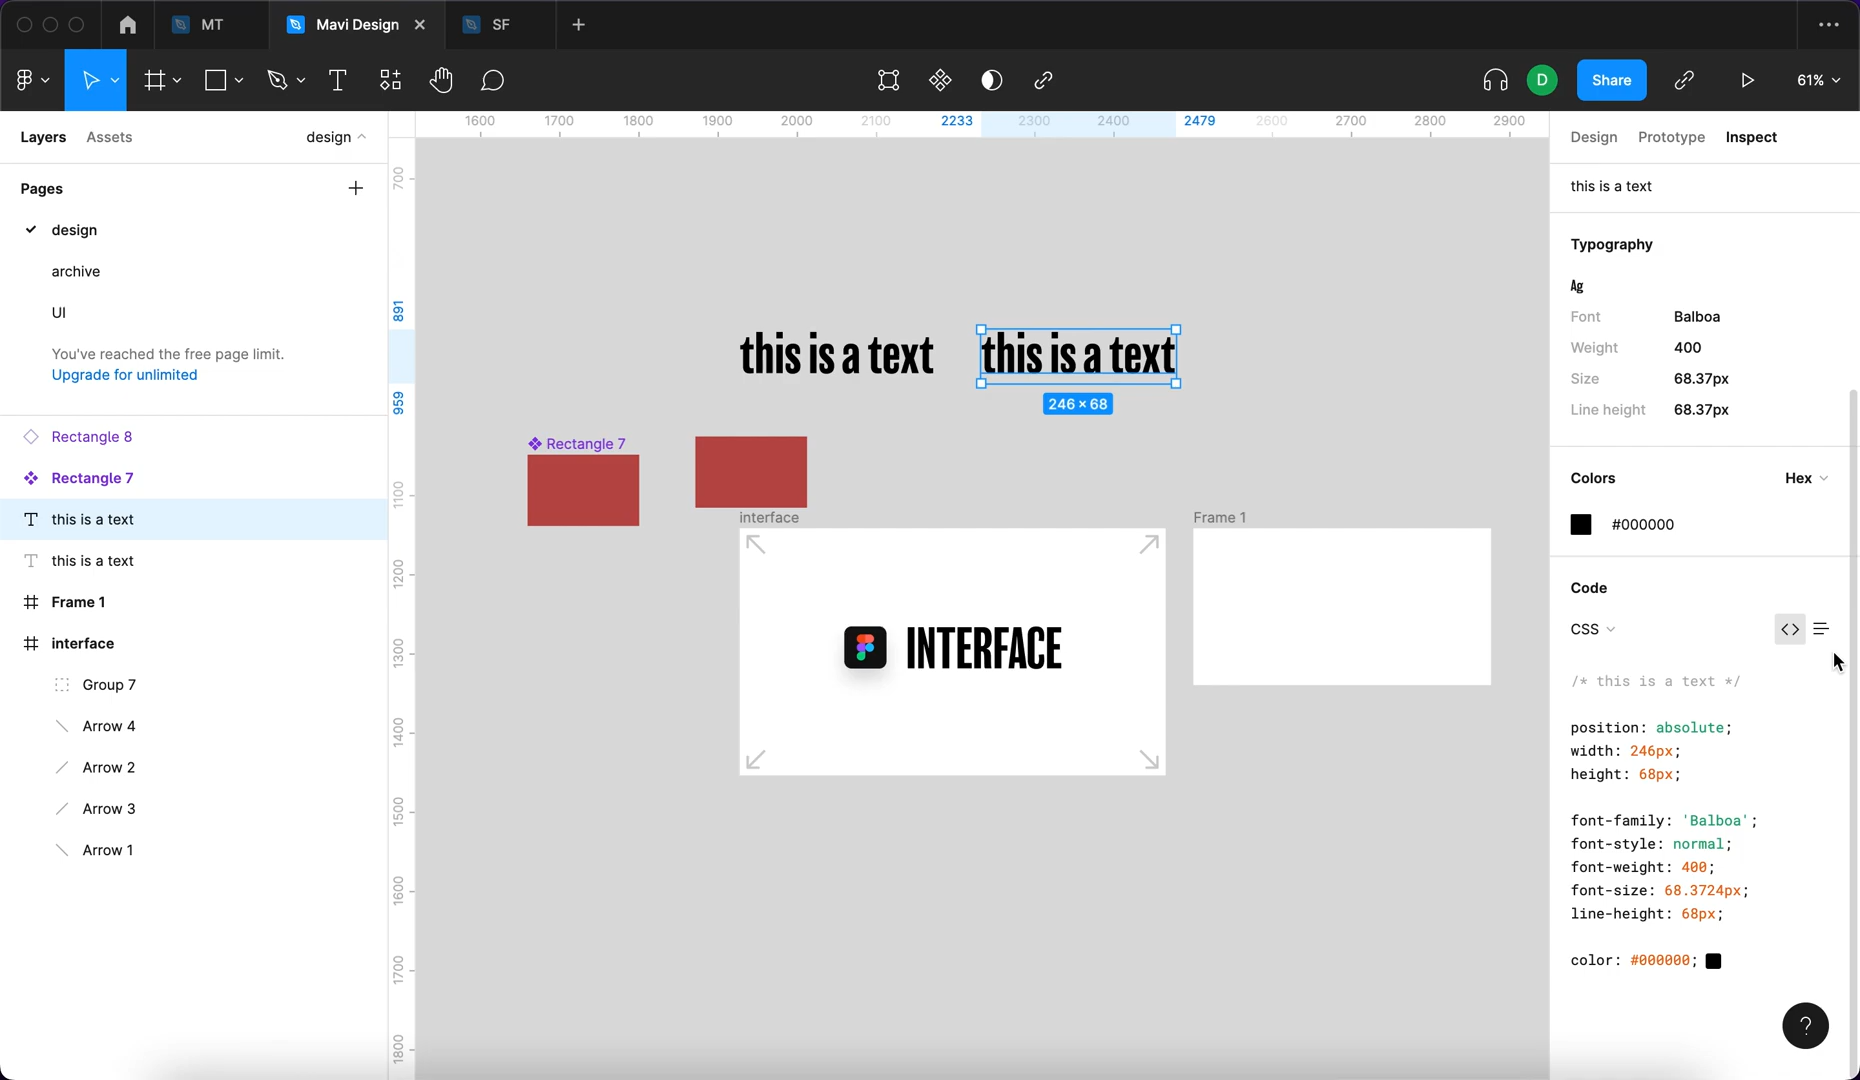 MT
Mavi Design
SF
D
Share
61%
Layers
Assets
design
Pages
design
archive
UI
You've reached the free page limit.
Upgrade for unlimited
Rectangle 8
Rectangle 7
this is a text
this is a text
Frame 1
interface
Group 7
Arrow 4
Arrow 2
Arrow 3
Arrow 1
1600
1700
1800
1900
2000
2100
2233
2300
2400
2479
2600
2700
2800
2900
700
891
959
1100
1200
1300
1400
1500
1600
1700
1800
this is a text
this is a text
246 × 68
Rectangle 7
interface
Frame 1
INTERFACE
Design
Prototype
Inspect
this is a text
Typography
Ag
Font Balboa
Weight 400
Size 68.37px
Line height 68.37px
Colors
Hex
#000000
Code
CSS
/* this is a text */
position: absolute;
width: 246px;
height: 68px;
font-family: 'Balboa';
font-style: normal;
font-weight: 400;
font-size: 68.3724px;
line-height: 68px;
color: #000000;
?